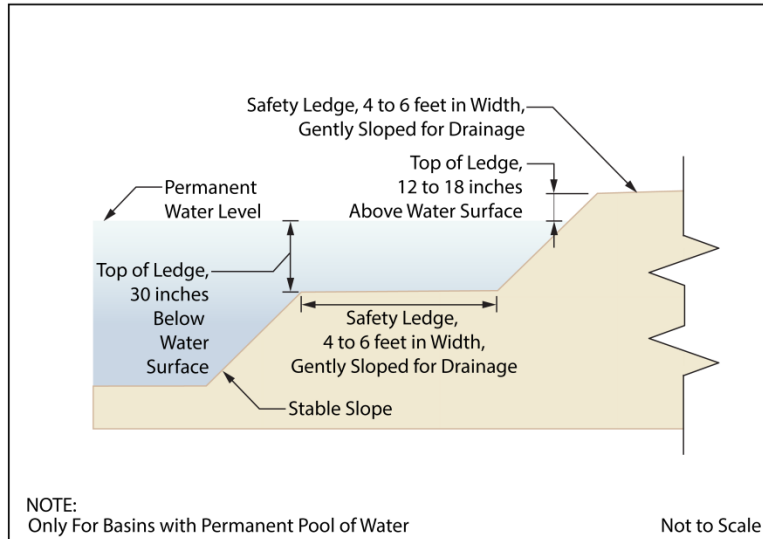 Safety Ledge, 4 to 6 feet in Width,
Gently Sloped for Drainage
Top of Ledge,
12 to 18 inches
Above Water Surface
Permanent
Water Level
Top of Ledge,
30 inches
Below
Water
Surface
Safety Ledge,
4 to 6 feet in Width,
Gently Sloped for Drainage
Stable Slope
NOTE:
Only For Basins with Permanent Pool of Water
Not to Scale